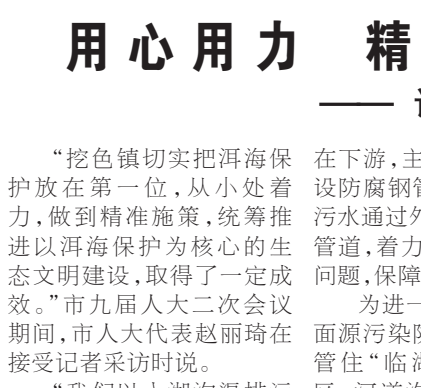 用心用力 精
——
“挖色镇切实把洱海保
护放在第一位,从小处着
力,做到精准施策,统筹推
进以洱海保护为核心的生
态文明建设,取得了一定成
效。”市九届人大二次会议
期间,市人大代表赵丽琦在
接受记者采访时说。
在下游,主
设防腐钢管
污水通过外
管道,着力
问题,保障
为进一
面源污染防
管住“临湖